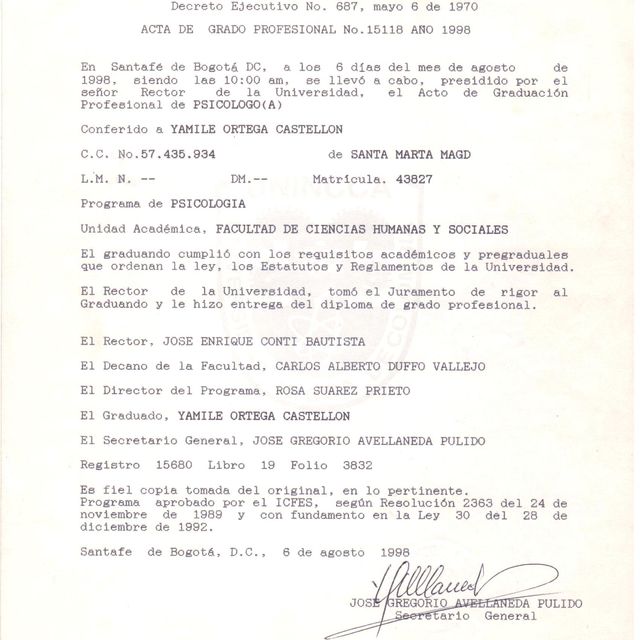 Decreto Ejecutivo No. 687, mayo 6 de 1970
ACTA DE GRADO PROFESIONAL No.15118 AÑO 1998
En Santafé de Bogotá DC, a los 6 días del mes de agosto de
1998, siendo las 10:00 am, se llevó a cabo, presidido por el
señor Rector de la Universidad, el Acto de Graduación
Profesional de PSICOLOGO(A)
Conferido a YAMILE ORTEGA CASTELLON
C.C. No.57.435.934 de SANTA MARTA MAGD
L.M. N. -- DM.-- Matrícula. 43827
Programa de PSICOLOGIA
Unidad Académica, FACULTAD DE CIENCIAS HUMANAS Y SOCIALES
El graduando cumplió con los requisitos académicos y pregraduales
que ordenan la ley, los Estatutos y Reglamentos de la Universidad.
El Rector de la Universidad, tomó el Juramento de rigor al
Graduando y le hizo entrega del diploma de grado profesional.
El Rector, JOSE ENRIQUE CONTI BAUTISTA
El Decano de la Facultad, CARLOS ALBERTO DUFFO VALLEJO
El Director del Programa, ROSA SUAREZ PRIETO
El Graduado, YAMILE ORTEGA CASTELLON
El Secretario General, JOSE GREGORIO AVELLANEDA PULIDO
Registro 15680 Libro 19 Folio 3832
Es fiel copia tomada del original, en lo pertinente.
Programa aprobado por el ICFES, según Resolución 2363 del 24 de
noviembre de 1989 y con fundamento en la Ley 30 del 28 de
diciembre de 1992.
Santafe de Bogotá, D.C., 6 de agosto 1998
JOSE GREGORIO AVELLANEDA PULIDO
Secretario General